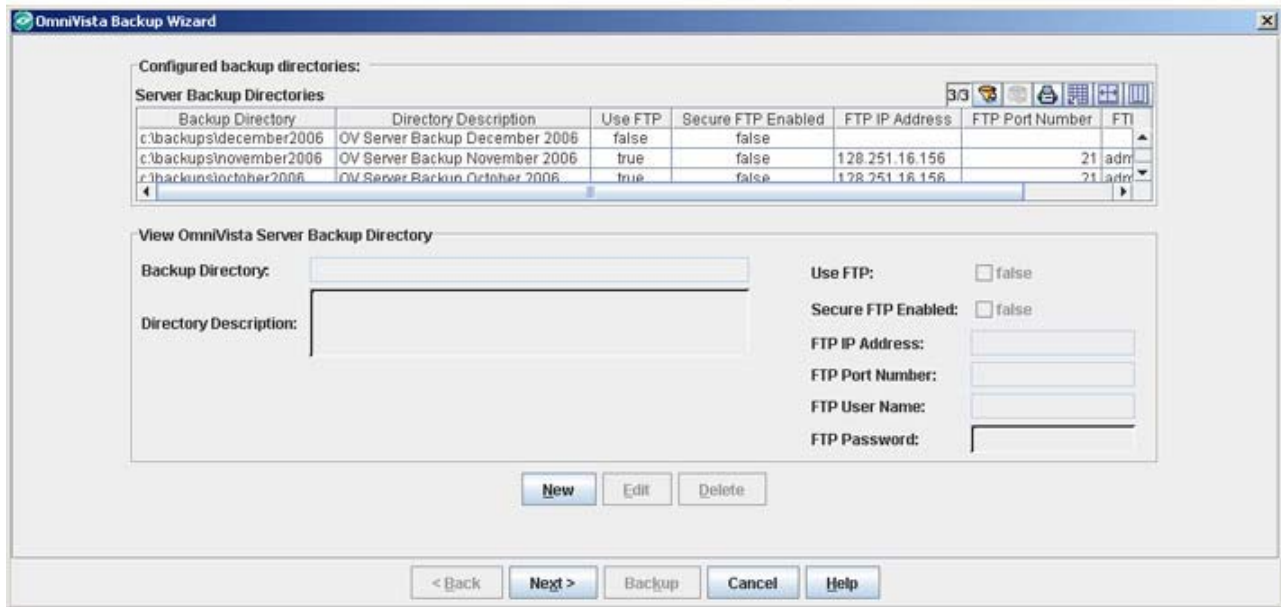 OmniVista Backup Wizard
Configured backup directories:
Server Backup Directories 3/3
Backup Directory Directory Description Use FTP Secure FTP Enabled FTP IP Address FTP Port Number FTI
c:\backups\december2006 OV Server Backup December 2006 false false
c:\backups\november2006 OV Server Backup November 2006 true false 128.251.16.156 21 adm
c:\backups\october2006 OV Server Backup October 2006 true false 128.251.16.156 21 adm
View OmniVista Server Backup Directory
Backup Directory: Use FTP: false
Secure FTP Enabled: false
Directory Description:
FTP IP Address:
FTP Port Number:
FTP User Name:
FTP Password:
New Edit Delete
< Back Next > Backup Cancel Help